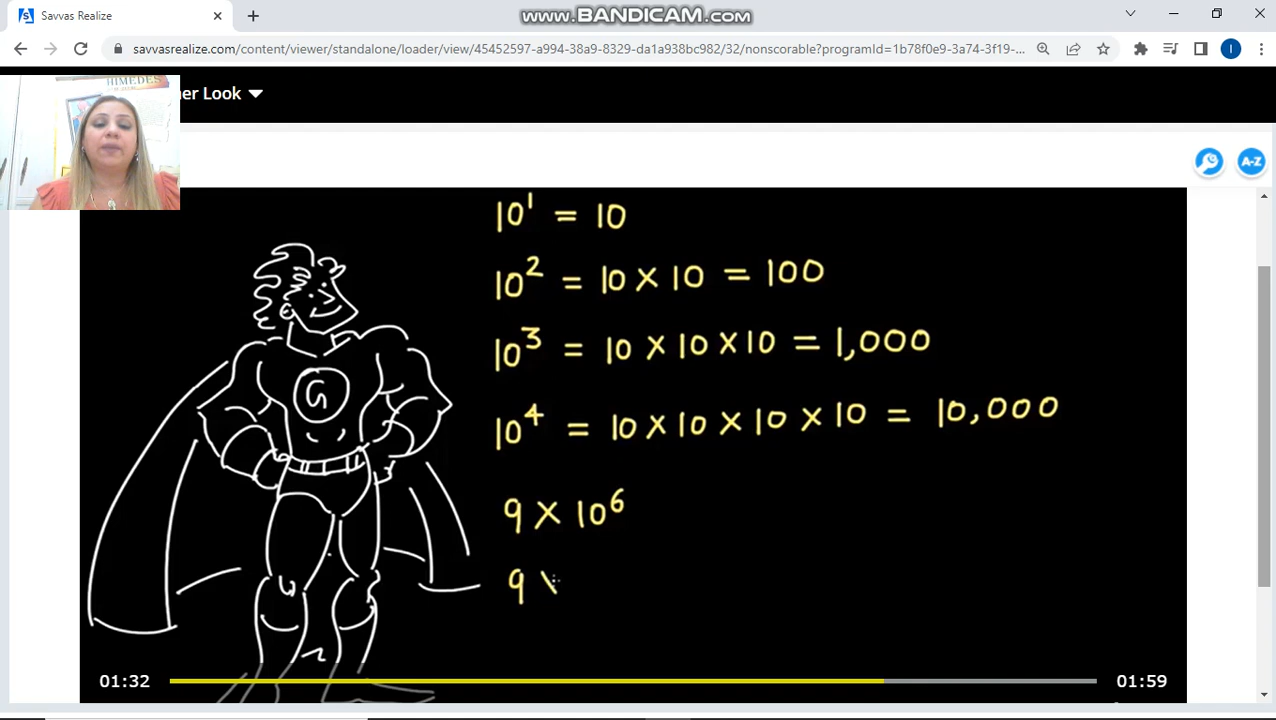 Savvas Realize
www.BANDICAM.com
savvasrealize.com/content/viewer/standalone/loader/view/45452597-a994-38a9-8329-da1a938bc982/32/nonscorable?programId=1b78f0e9-3a74-3f19-...
I
HIMEDES
er Look
A-Z
10¹ = 10
10² = 10 × 10 = 100
10³ = 10 × 10 × 10 = 1,000
10⁴ = 10 × 10 × 10 × 10 = 10,000
G
9 × 10⁶
9 \
01:32
01:59